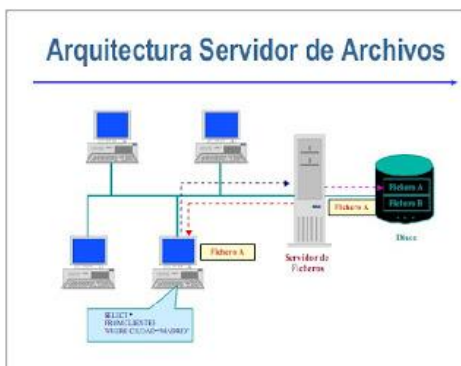 Arquitectura Servidor de Archivos
Fichero A
Fichero B
Fichero A
Disco
Fichero A
Servidor de
Ficheros
SELECT *
FROM CLIENTES
WHERE CIUDAD="MADRID"